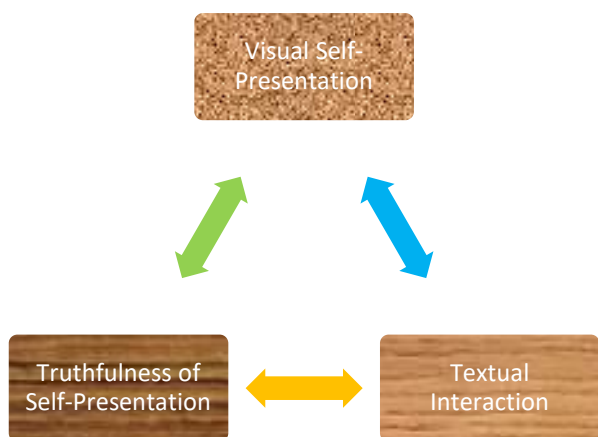 Visual Self-
Presentation
Truthfulness of
Self-Presentation
Textual
Interaction